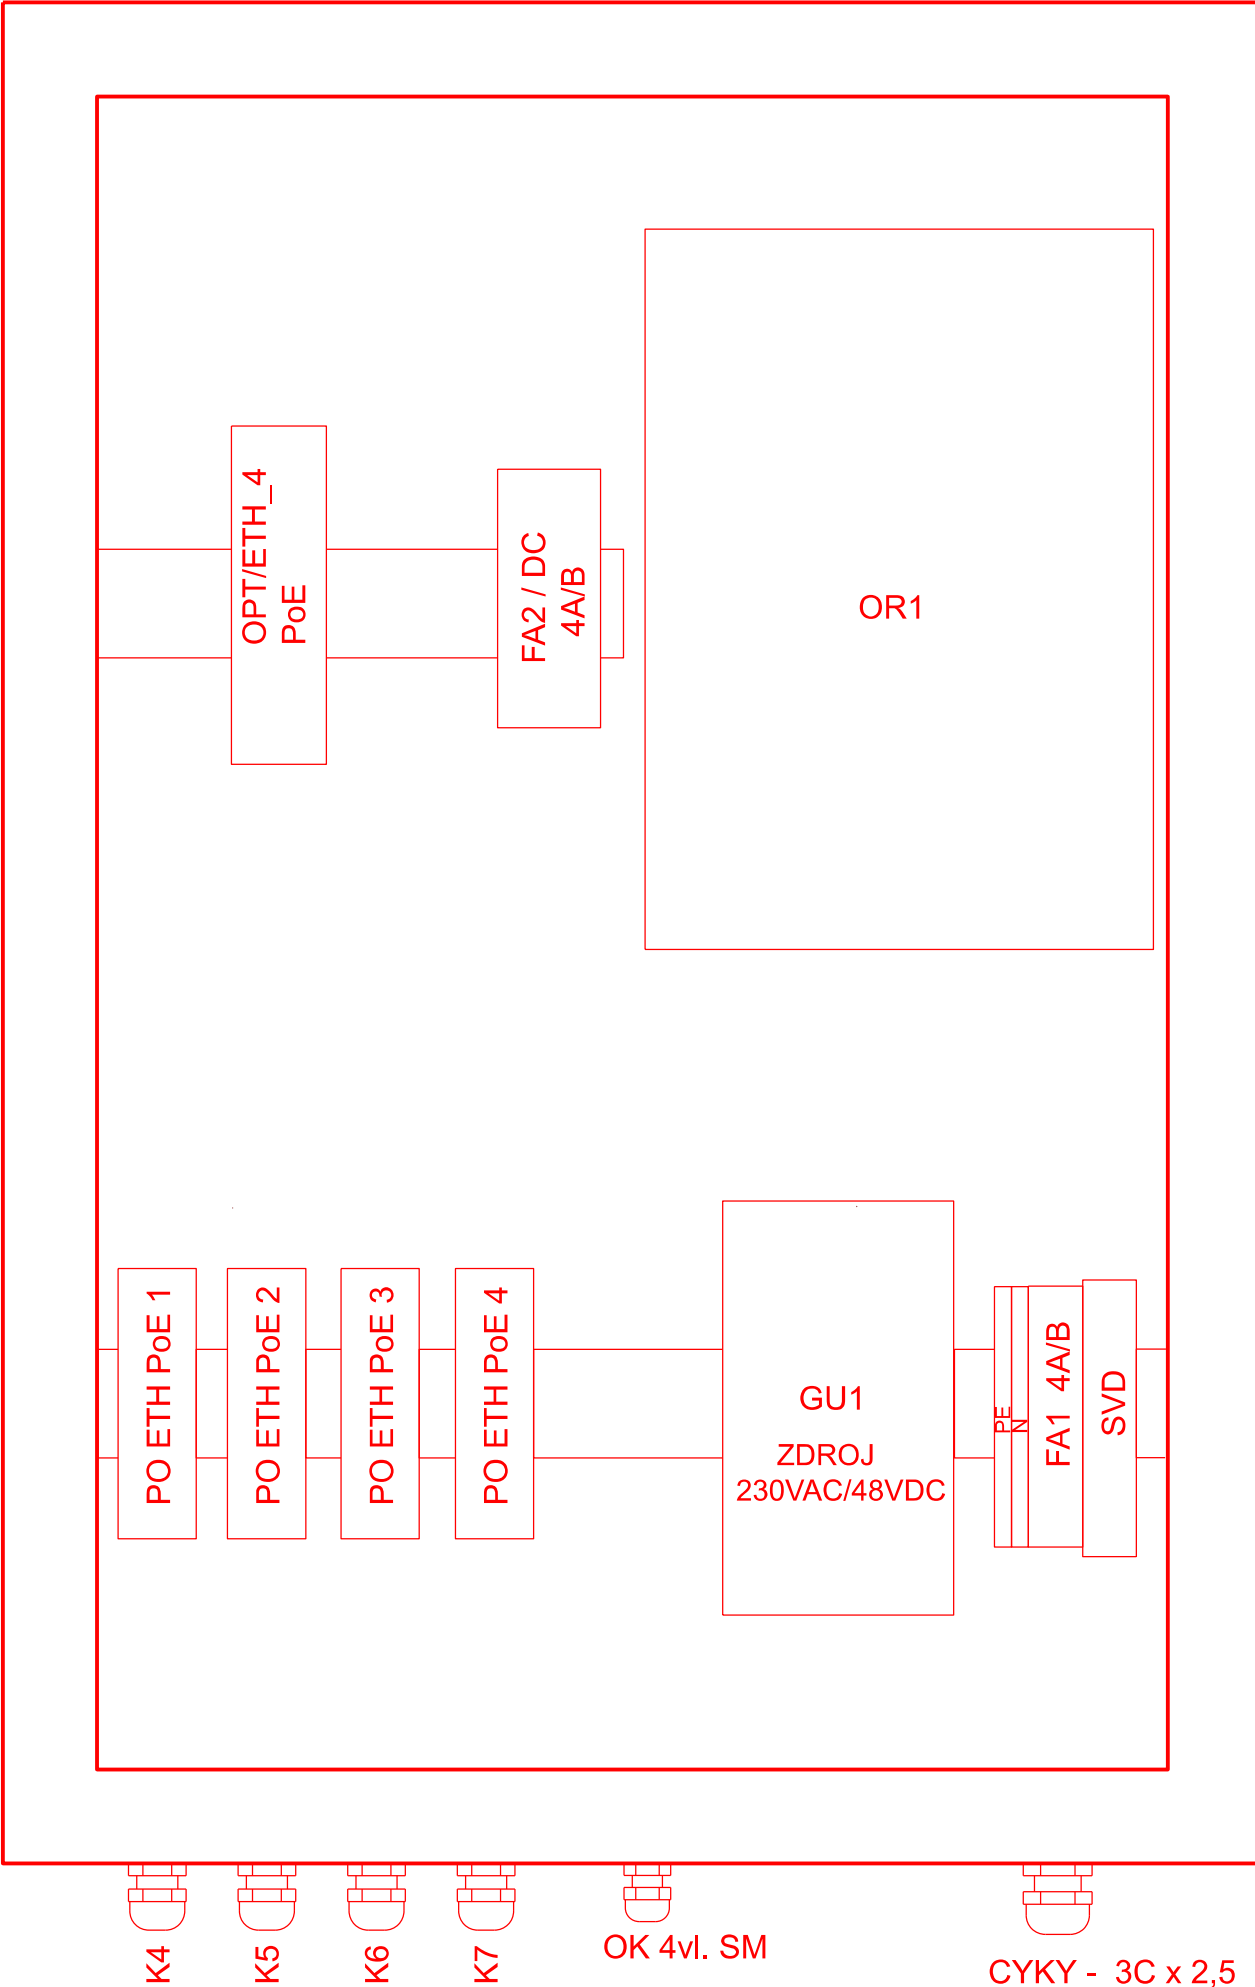 OPT/ETH_4
PoE
FA2 / DC
4A/B
OR1
PO ETH PoE 1
PO ETH PoE 2
PO ETH PoE 3
PO ETH PoE 4
GU1
ZDROJ
230VAC/48VDC
PE
N
FA1 4A/B
SVD
K4
K5
K6
K7
OK 4vl. SM
CYKY - 3C x 2,5